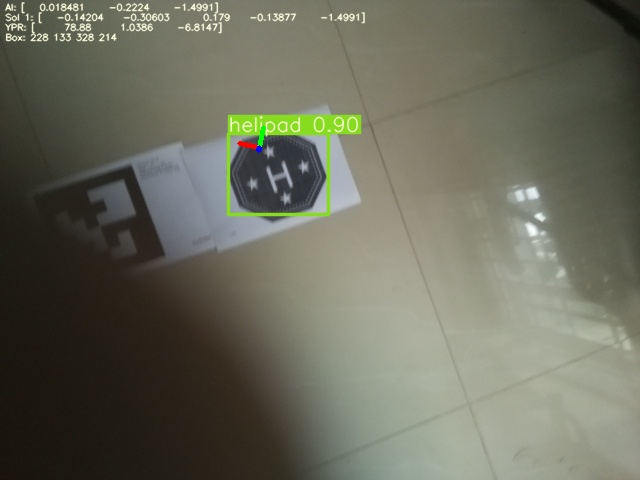 AI: [ 0.018481 -0.2224 -1.4991]
Sol 1: [ -0.14204 -0.30603 0.179 -0.13877 -1.4991]
YPR: [ 78.88 1.0386 -6.8147]
Box: 228 133 328 214
helipad 0.90
H